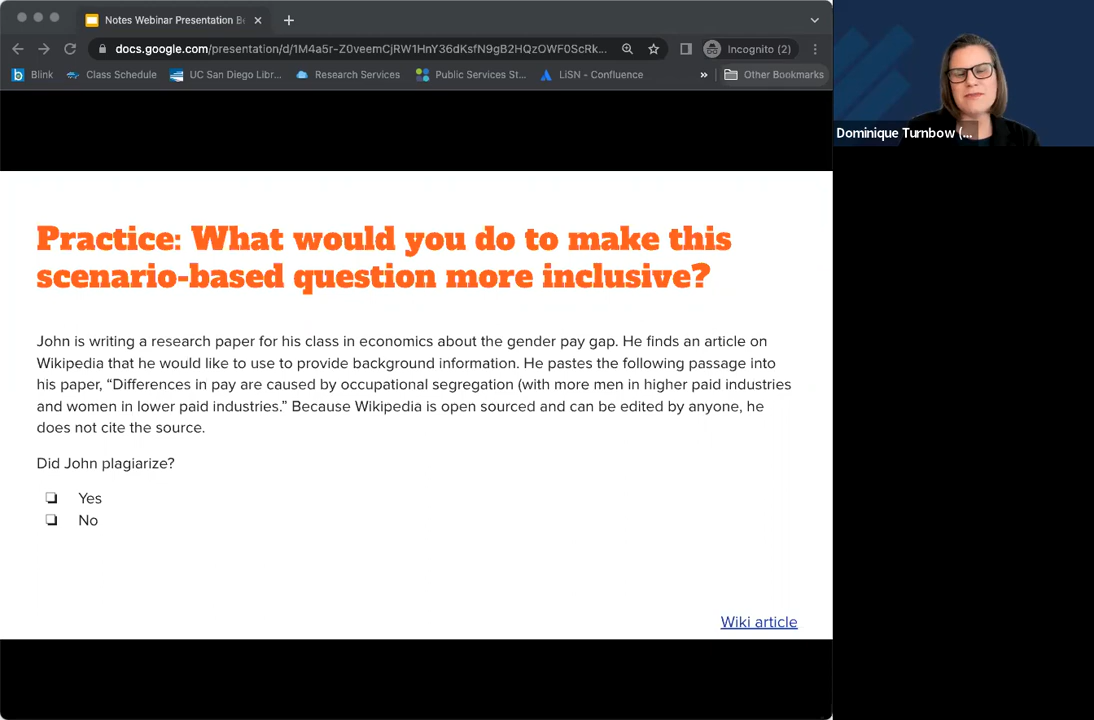 Notes Webinar Presentation Be
docs.google.com/presentation/d/1M4a5r-Z0veemCjRW1HnY36dKsfN9gB2HQzOWF0ScRk...
Incognito (2)
Blink
Class Schedule
UC San Diego Libr...
Research Services
Public Services St...
LiSN - Confluence
»
Other Bookmarks
Dominique Turnbow (...
Practice: What would you do to make this
scenario-based question more inclusive?
John is writing a research paper for his class in economics about the gender pay gap. He finds an article on
Wikipedia that he would like to use to provide background information. He pastes the following passage into
his paper, “Differences in pay are caused by occupational segregation (with more men in higher paid industries
and women in lower paid industries.” Because Wikipedia is open sourced and can be edited by anyone, he
does not cite the source.
Did John plagiarize?
Yes
No
Wiki article